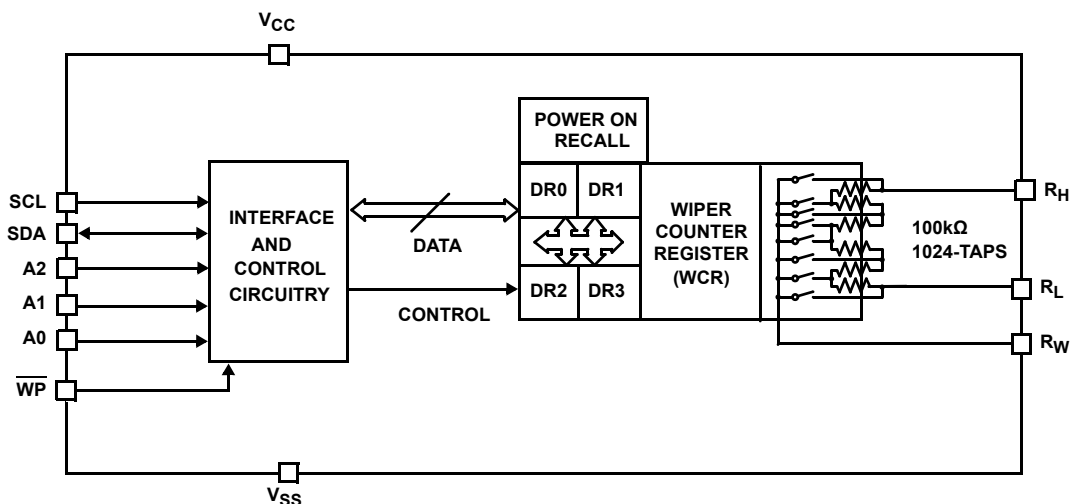 VCC
POWER ON
RECALL
SCL
SDA
A2
A1
A0
WP
INTERFACE
AND
CONTROL
CIRCUITRY
DATA
CONTROL
DR0 DR1
DR2 DR3
WIPER
COUNTER
REGISTER
(WCR)
100kΩ
1024-TAPS
RH
RL
RW
VSS